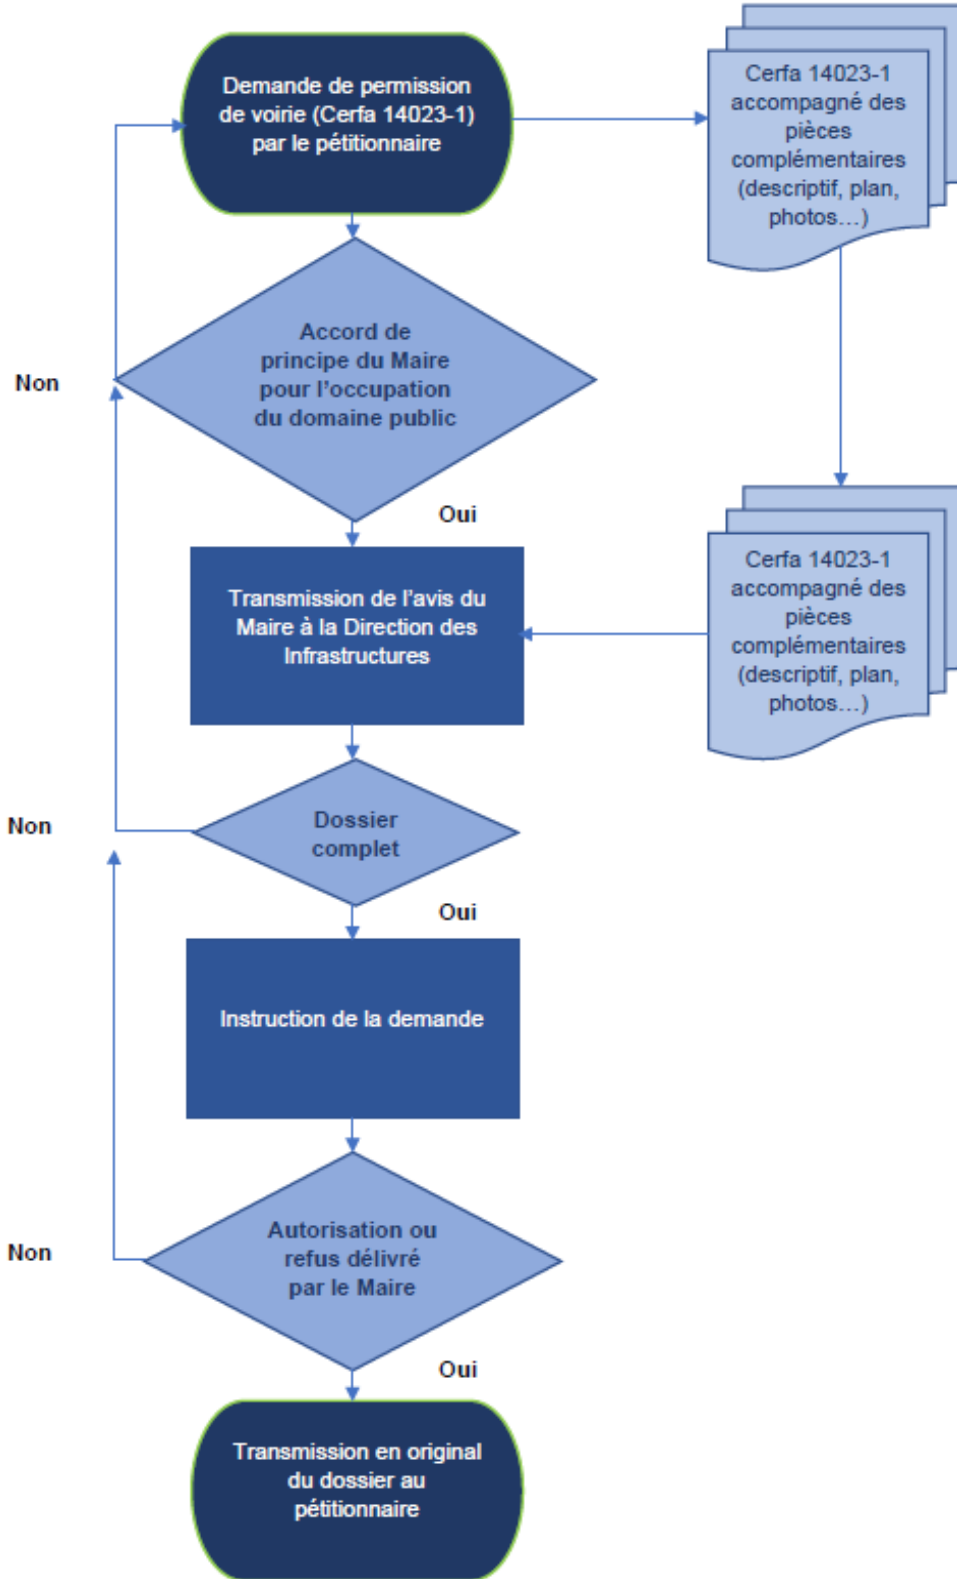 Demande de permission
de voirie (Cerfa 14023-1)
par le pétitionnaire
Cerfa 14023-1
accompagné des
pièces
complémentaires
(descriptif, plan,
photos…)
Accord de
principe du Maire
pour l'occupation
du domaine public
Non
Oui
Transmission de l'avis du
Maire à la Direction des
Infrastructures
Cerfa 14023-1
accompagné des
pièces
complémentaires
(descriptif, plan,
photos…)
Dossier
complet
Non
Oui
Instruction de la demande
Autorisation ou
refus délivré
par le Maire
Non
Oui
Transmission en original
du dossier au
pétitionnaire